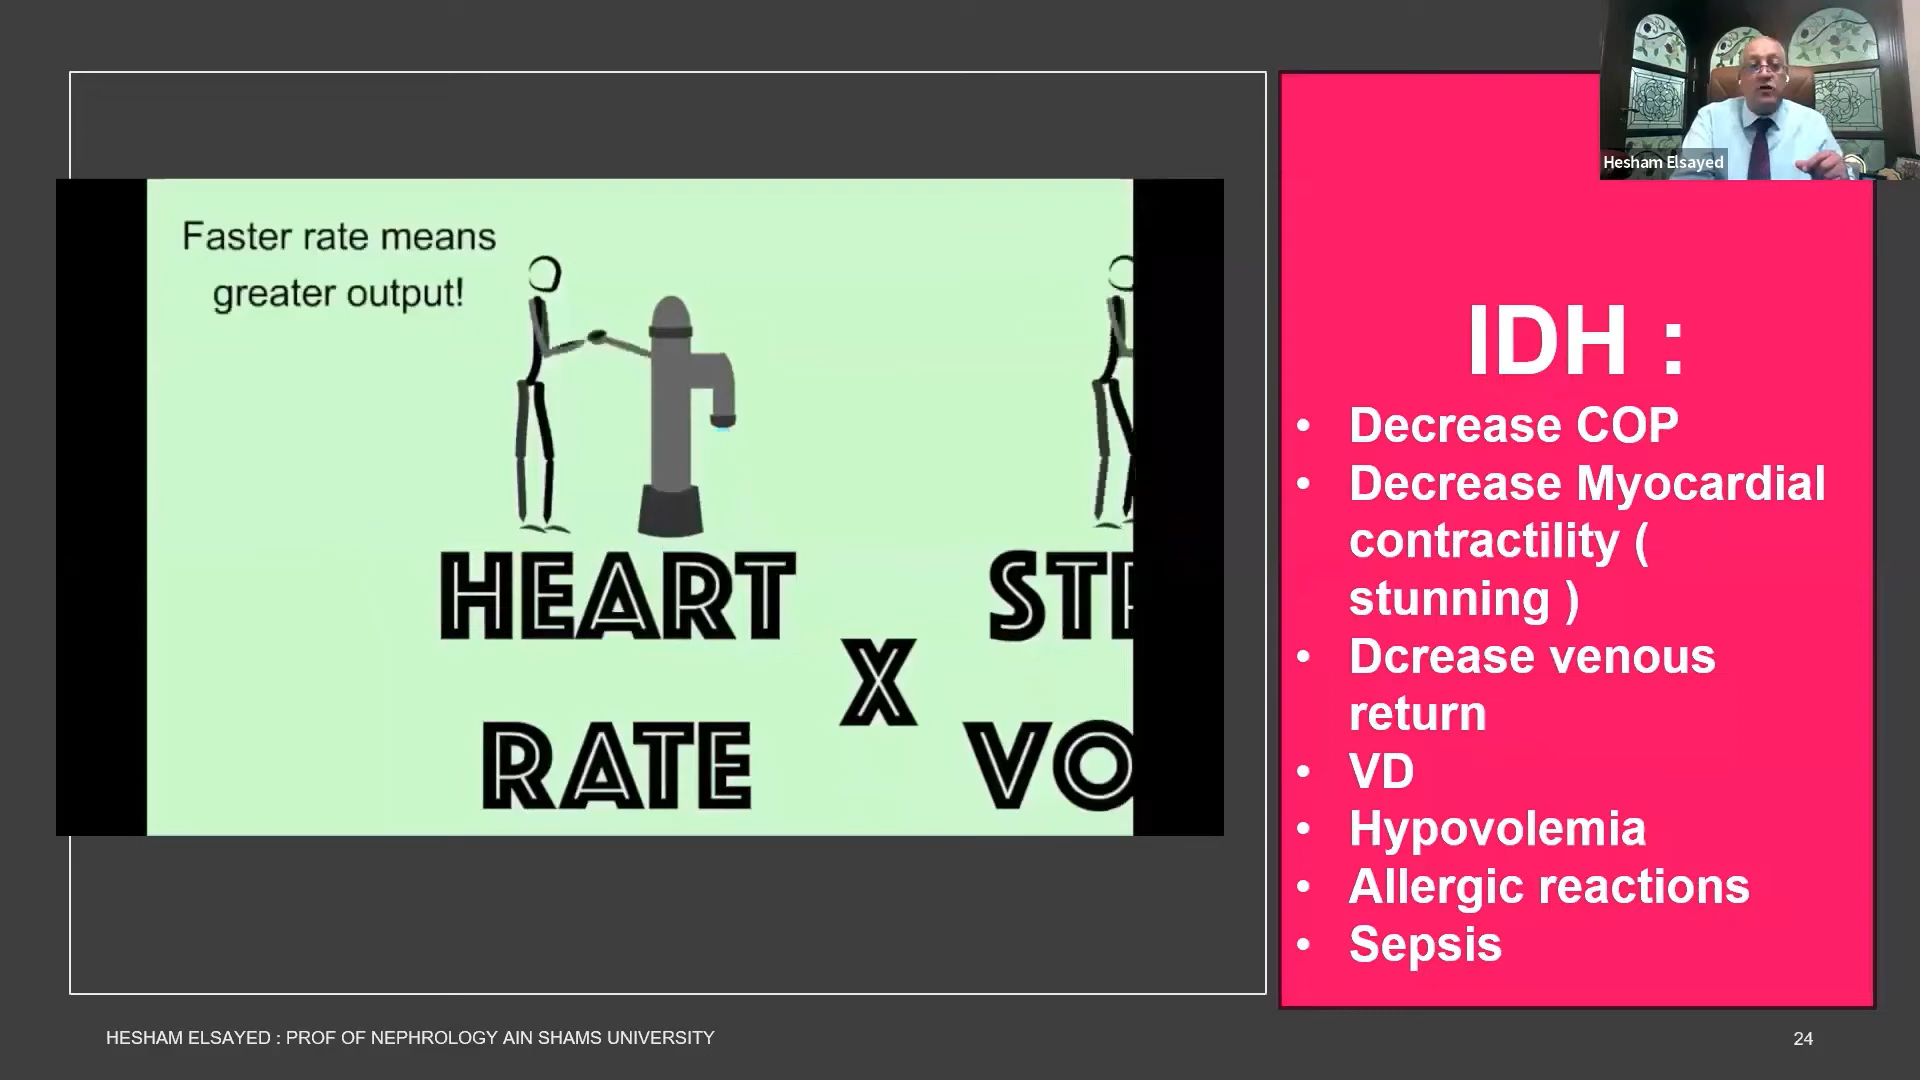 Faster rate means
greater output!
HEART
RATE
X
IDH :
• Decrease COP
• Decrease Myocardial
contractility (
stunning )
• Dcrease venous
return
• VD
• Hypovolemia
• Allergic reactions
• Sepsis
Hesham Elsayed
HESHAM ELSAYED : PROF OF NEPHROLOGY AIN SHAMS UNIVERSITY
24